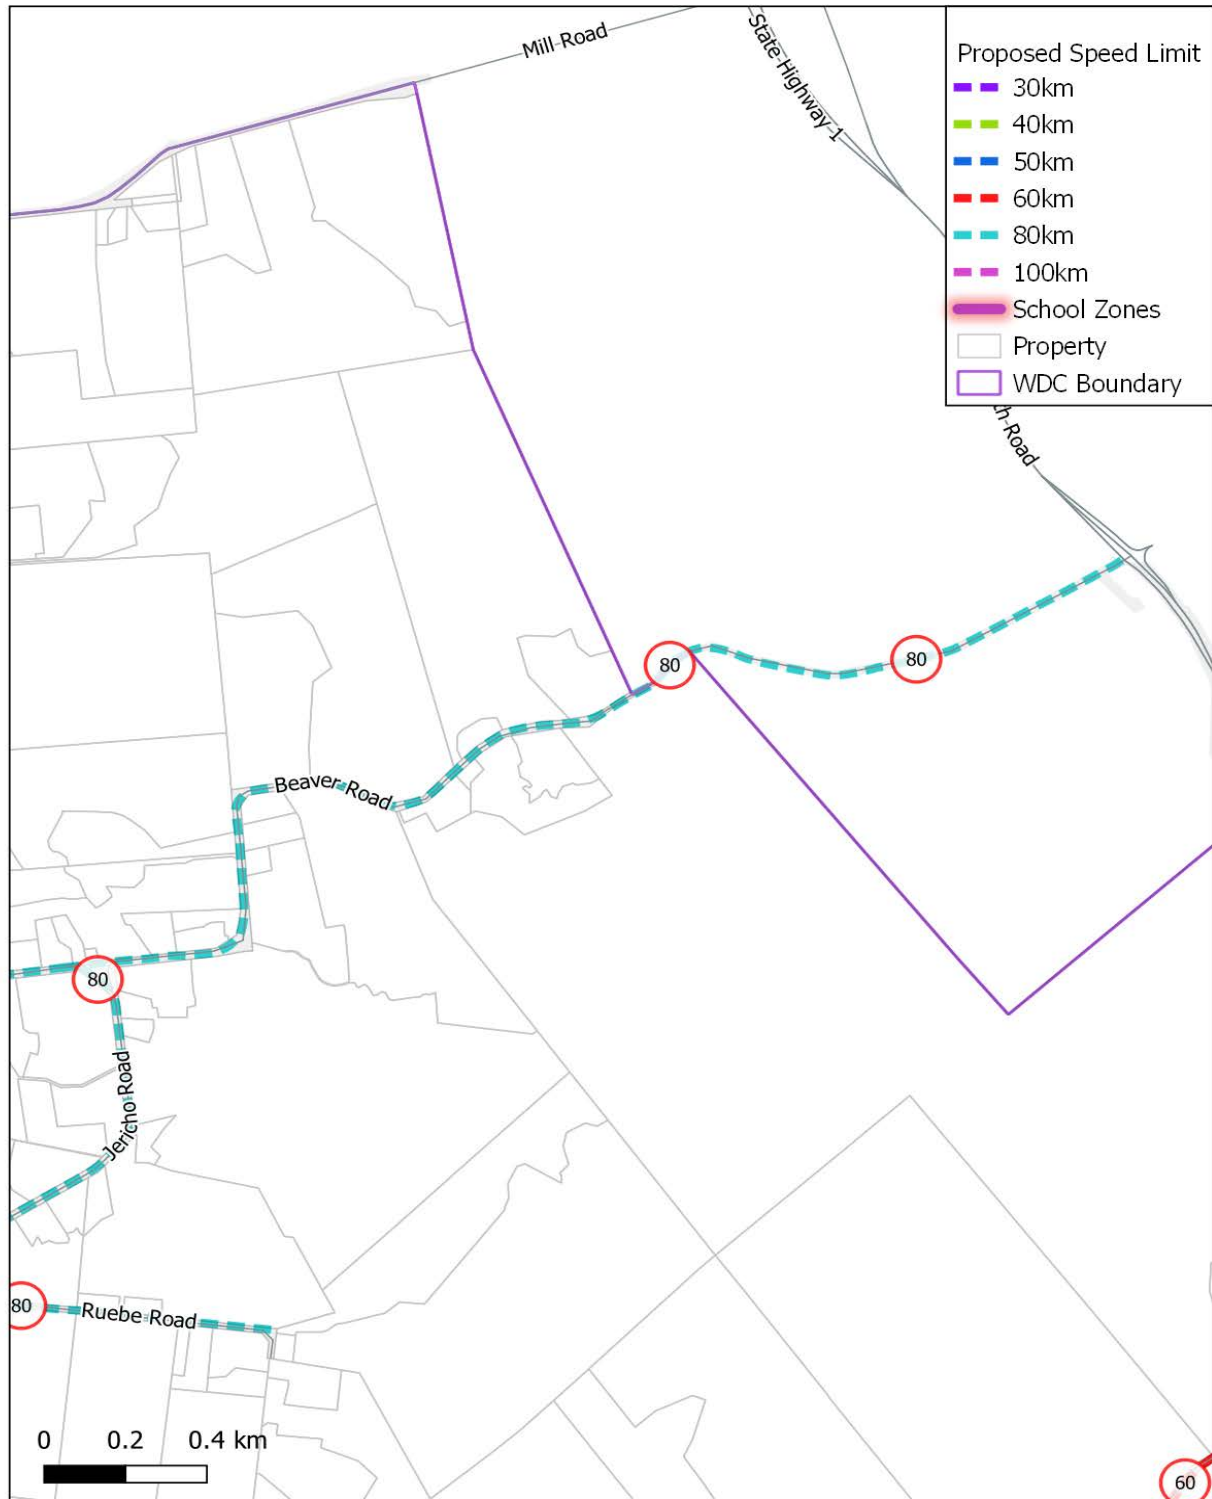 Mill Road
State Highway 1
Proposed Speed Limit
30km
40km
50km
60km
80km
100km
School Zones
Property
WDC Boundary
th Road
80
80
Beaver Road
80
Jericho Road
80
Ruebe Road
0 0.2 0.4 km
60